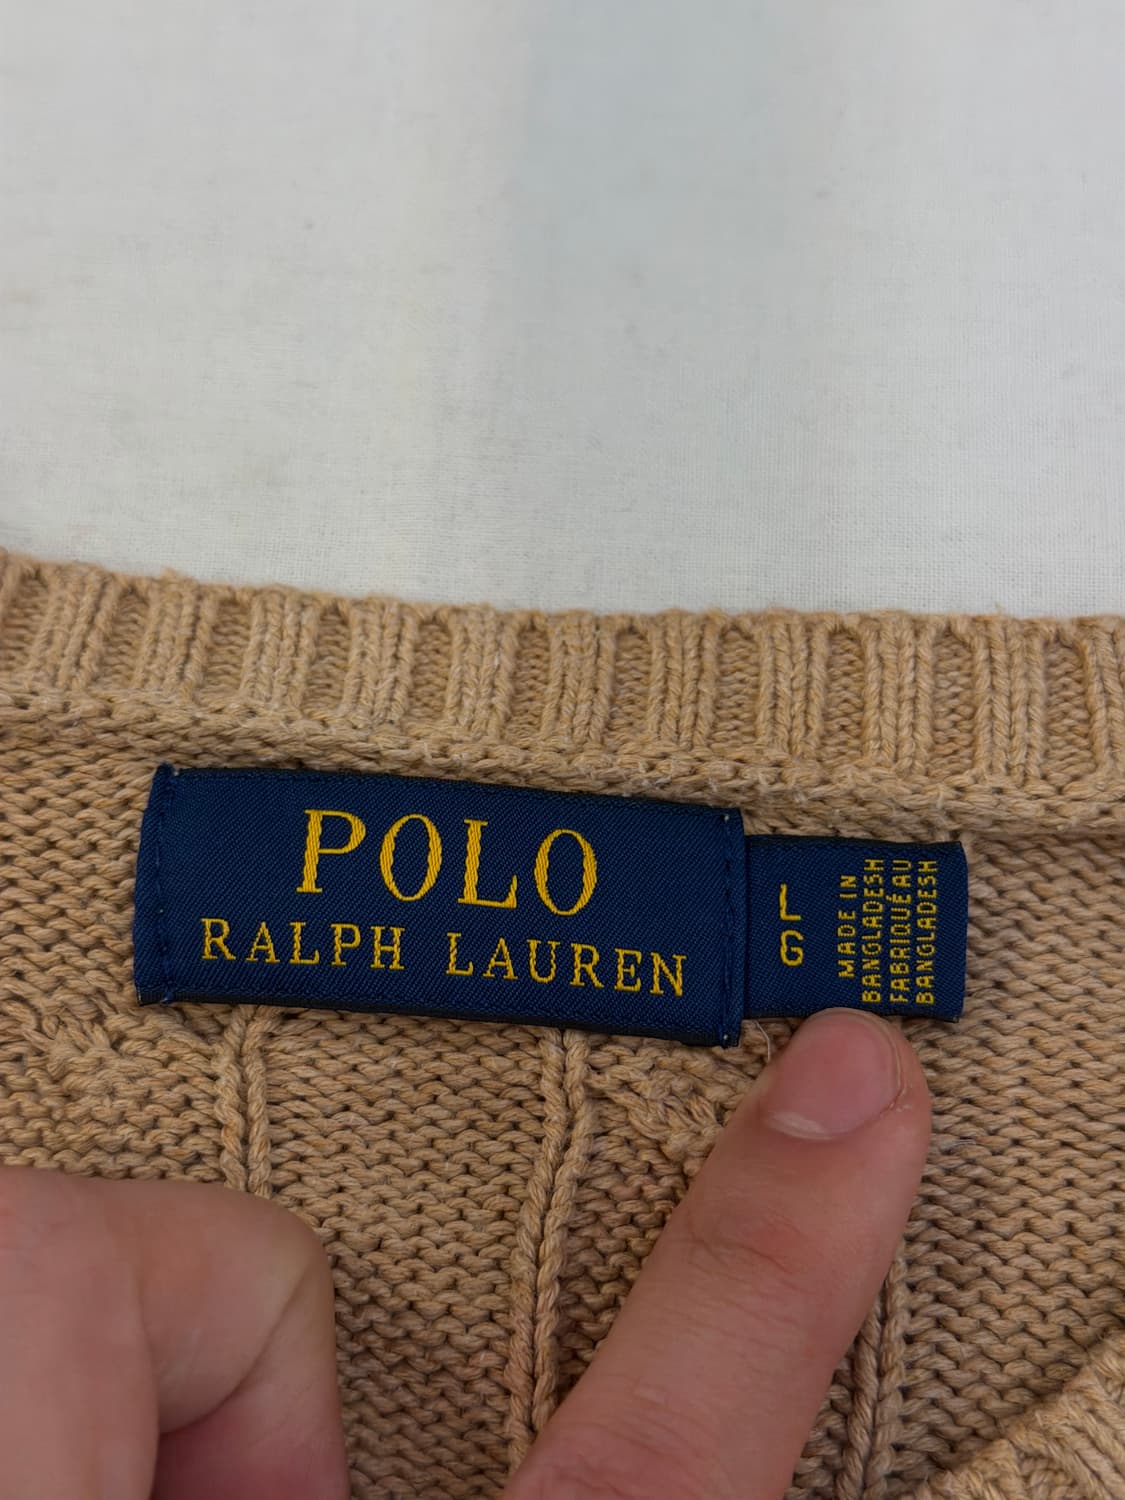 POLO
RALPH LAUREN
L
G
MADE IN
BANGLADESH
FABRIQUÉ AU
BANGLADESH